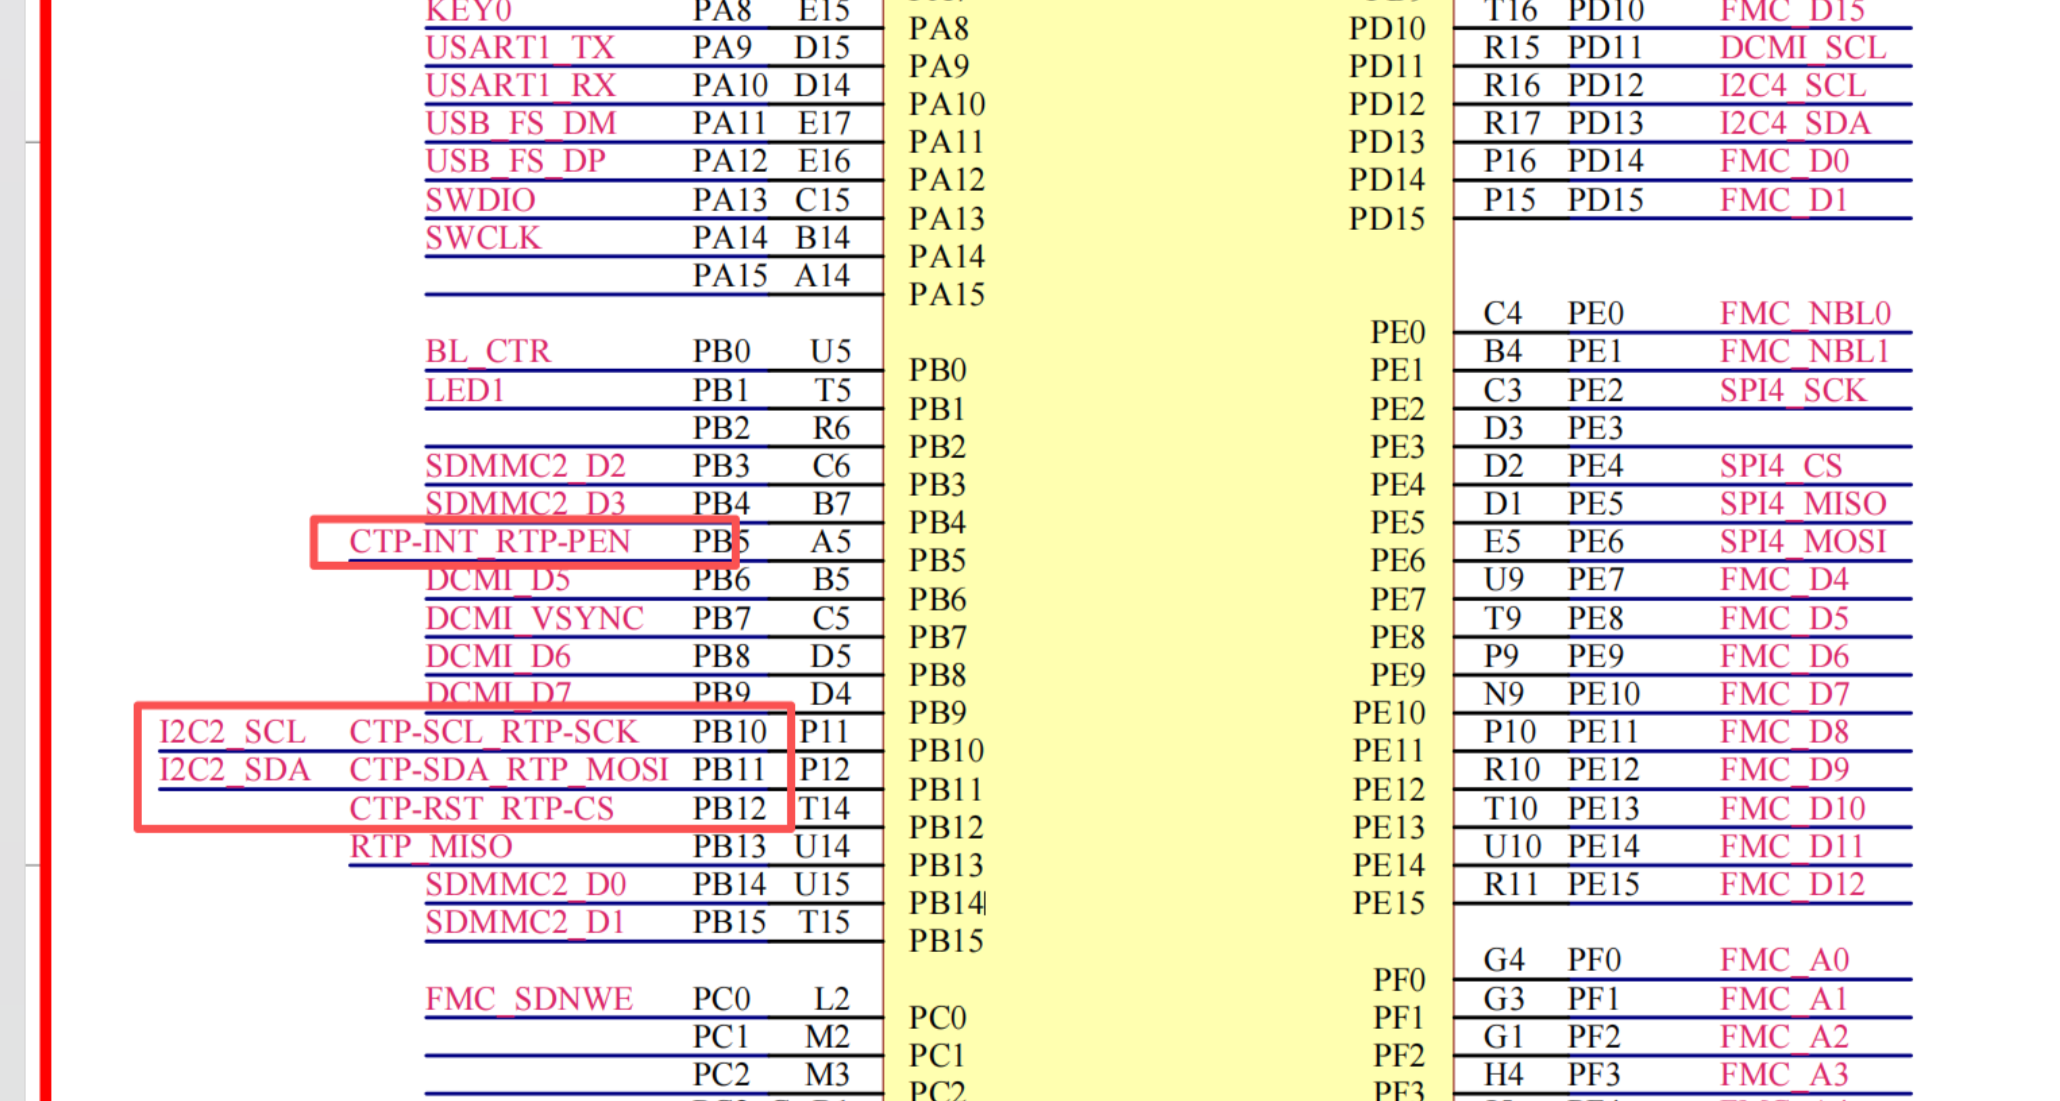 KEY0 PA8 E15
USART1_TX PA9 D15 PA8
USART1_RX PA10 D14 PA9
USB_FS_DM PA11 E17 PA10
USB_FS_DP PA12 E16 PA11
SWDIO PA13 C15 PA12
SWCLK PA14 B14 PA13
PA15 A14 PA14
PA15
BL_CTR PB0 U5
LED1 PB1 T5 PB0
PB2 R6 PB1
SDMMC2_D2 PB3 C6 PB2
SDMMC2_D3 PB4 B7 PB3
CTP-INT_RTP-PEN PB5 A5 PB4
DCMI_D5 PB6 B5 PB5
DCMI_VSYNC PB7 C5 PB6
DCMI_D6 PB8 D5 PB7
DCMI_D7 PB9 D4 PB8
I2C2_SCL CTP-SCL_RTP-SCK PB10 P11 PB9
I2C2_SDA CTP-SDA_RTP_MOSI PB11 P12 PB10
CTP-RST_RTP-CS PB12 T14 PB11
RTP_MISO PB13 U14 PB12
SDMMC2_D0 PB14 U15 PB13
SDMMC2_D1 PB15 T15 PB14
PB15
FMC_SDNWE PC0 L2
PC1 M2 PC0
PC2 M3 PC1
PC2
T16 PD10 FMC_D15
PD10 R15 PD11 DCMI_SCL
PD11 R16 PD12 I2C4_SCL
PD12 R17 PD13 I2C4_SDA
PD13 P16 PD14 FMC_D0
PD14 P15 PD15 FMC_D1
PD15
C4 PE0 FMC_NBL0
PE0 B4 PE1 FMC_NBL1
PE1 C3 PE2 SPI4_SCK
PE2 D3 PE3
PE3 D2 PE4 SPI4_CS
PE4 D1 PE5 SPI4_MISO
PE5 E5 PE6 SPI4_MOSI
PE6 U9 PE7 FMC_D4
PE7 T9 PE8 FMC_D5
PE8 P9 PE9 FMC_D6
PE9 N9 PE10 FMC_D7
PE10 P10 PE11 FMC_D8
PE11 R10 PE12 FMC_D9
PE12 T10 PE13 FMC_D10
PE13 U10 PE14 FMC_D11
PE14 R11 PE15 FMC_D12
PE15
G4 PF0 FMC_A0
PF0 G3 PF1 FMC_A1
PF1 G1 PF2 FMC_A2
PF2 H4 PF3 FMC_A3
PF3